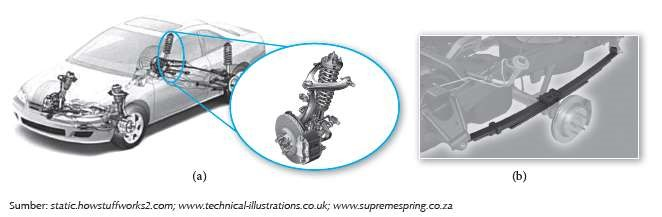 (a)
(b)
Sumber: static.howstuffworks2.com; www.technical-illustrations.co.uk; www.supremespring.co.za